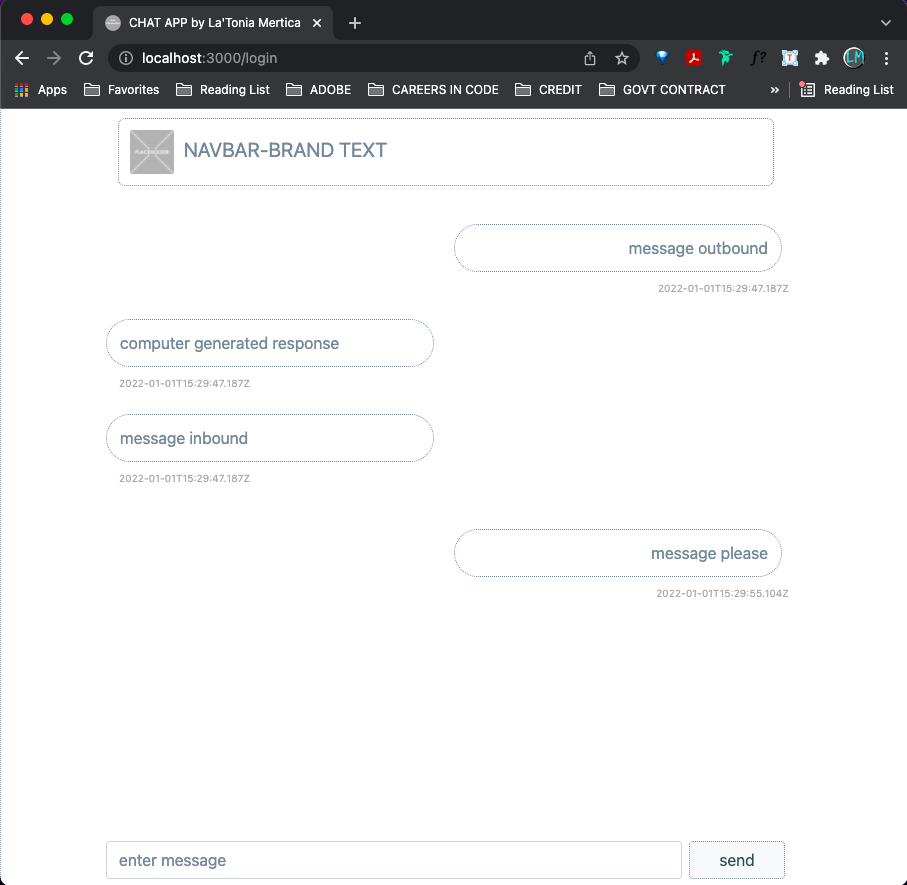 CHAT APP by La'Tonia Mertica
localhost:3000/login
f?
T
LM
Apps Favorites Reading List ADOBE CAREERS IN CODE CREDIT GOVT CONTRACT » Reading List
PLACEHOLDER NAVBAR-BRAND TEXT
message outbound
2022-01-01T15:29:47.187Z
computer generated response
2022-01-01T15:29:47.187Z
message inbound
2022-01-01T15:29:47.187Z
message please
2022-01-01T15:29:55.104Z
enter message send